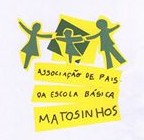 ASSOCIAÇÃO DE PAIS
DA ESCOLA BÁSICA
MATOSINHOS